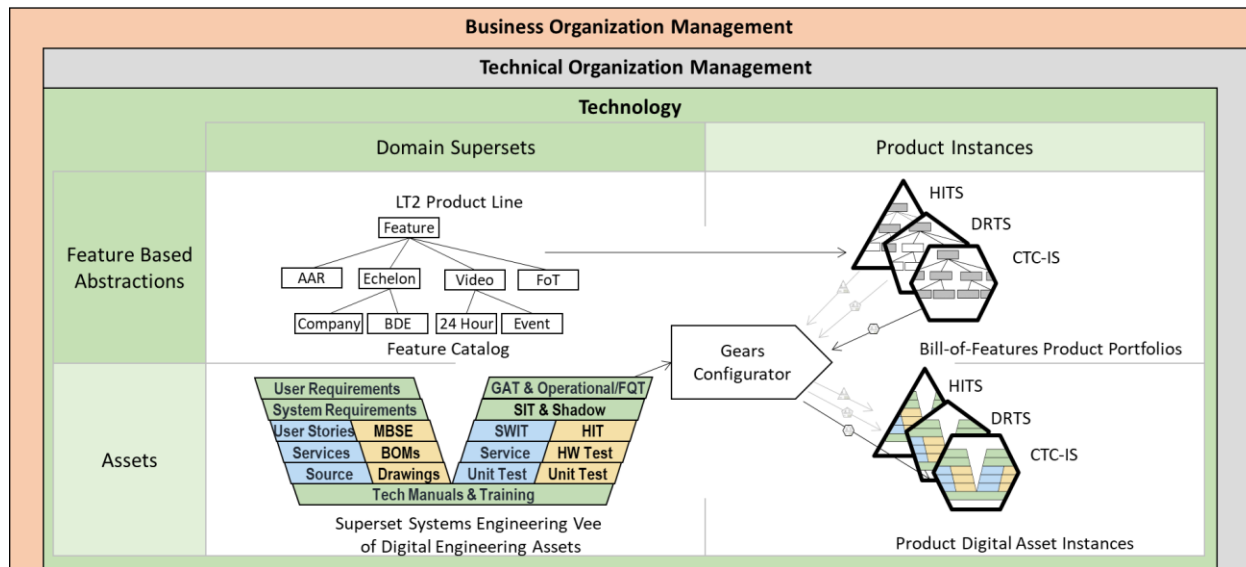 Business Organization Management
Technical Organization Management
Technology
Domain Supersets
Product Instances
Feature Based
Abstractions
LT2 Product Line
Feature
AAR
Echelon
Video
FoT
Company
BDE
24 Hour
Event
Feature Catalog
HITS
DRTS
CTC-IS
Bill-of-Features Product Portfolios
Gears
Configurator
Assets
User Requirements
GAT & Operational/FQT
System Requirements
SIT & Shadow
User Stories
MBSE
SWIT
HIT
Services
BOMs
Service
HW Test
Source
Drawings
Unit Test
Unit Test
Tech Manuals & Training
Superset Systems Engineering Vee
of Digital Engineering Assets
HITS
DRTS
CTC-IS
Product Digital Asset Instances